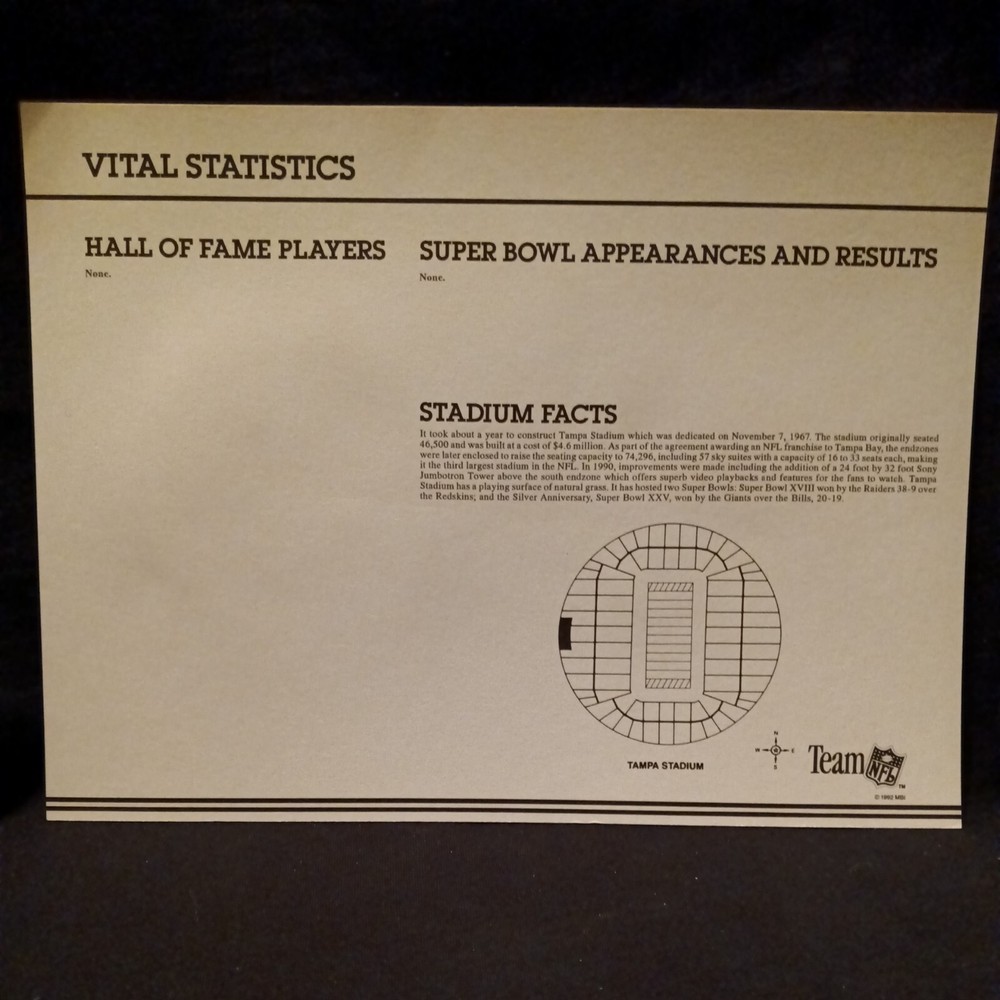 VITAL STATISTICS
HALL OF FAME PLAYERS
None.
SUPER BOWL APPEARANCES AND RESULTS
None.
STADIUM FACTS
It took about a year to construct Tampa Stadium which was dedicated on November 7, 1967. The stadium originally seated
46,500 and was built at a cost of $4.6 million. As part of the agreement awarding an NFL franchise to Tampa Bay, the endzones
were later enclosed to raise the seating capacity to 74,296, including 57 sky suites with a capacity of 16 to 33 seats each, making
it the third largest stadium in the NFL. In 1990, improvements were made including the addition of a 24 foot by 32 foot Sony
Jumbotron Tower above the south endzone which offers superb video playbacks and features for the fans to watch. Tampa
Stadium has a playing surface of natural grass. It has hosted two Super Bowls: Super Bowl XVIII won by the Raiders 38-9 over
the Redskins; and the Silver Anniversary, Super Bowl XXV, won by the Giants over the Bills, 20-19.
N
W E
S
TAMPA STADIUM
Team NFL ™
© 1992 MBI